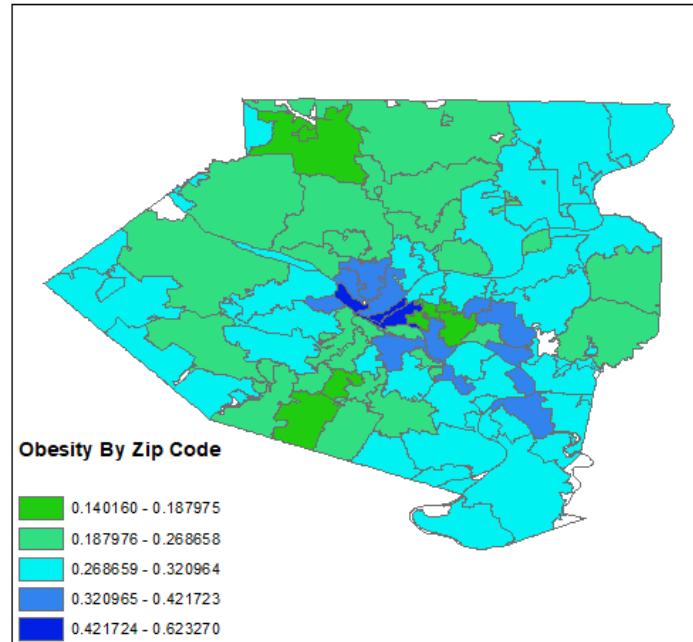 Obesity By Zip Code
0.140160 - 0.187975
0.187976 - 0.268658
0.268659 - 0.320964
0.320965 - 0.421723
0.421724 - 0.623270